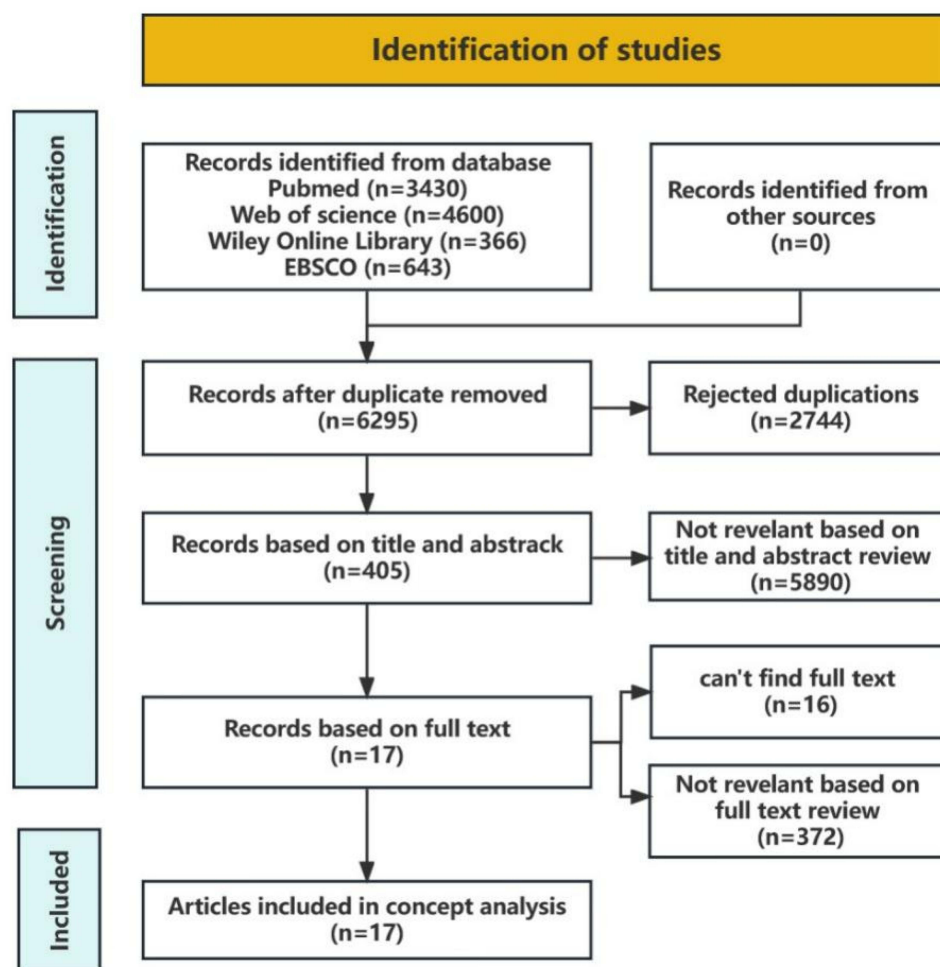 Identification of studies
Identification
Records identified from database
Pubmed (n=3430)
Web of science (n=4600)
Wiley Online Library (n=366)
EBSCO (n=643)
Records identified from
other sources
(n=0)
Screening
Records after duplicate removed
(n=6295)
Rejected duplications
(n=2744)
Records based on title and abstrack
(n=405)
Not revelant based on
title and abstract review
(n=5890)
can't find full text
(n=16)
Records based on full text
(n=17)
Not revelant based on
full text review
(n=372)
Included
Articles included in concept analysis
(n=17)